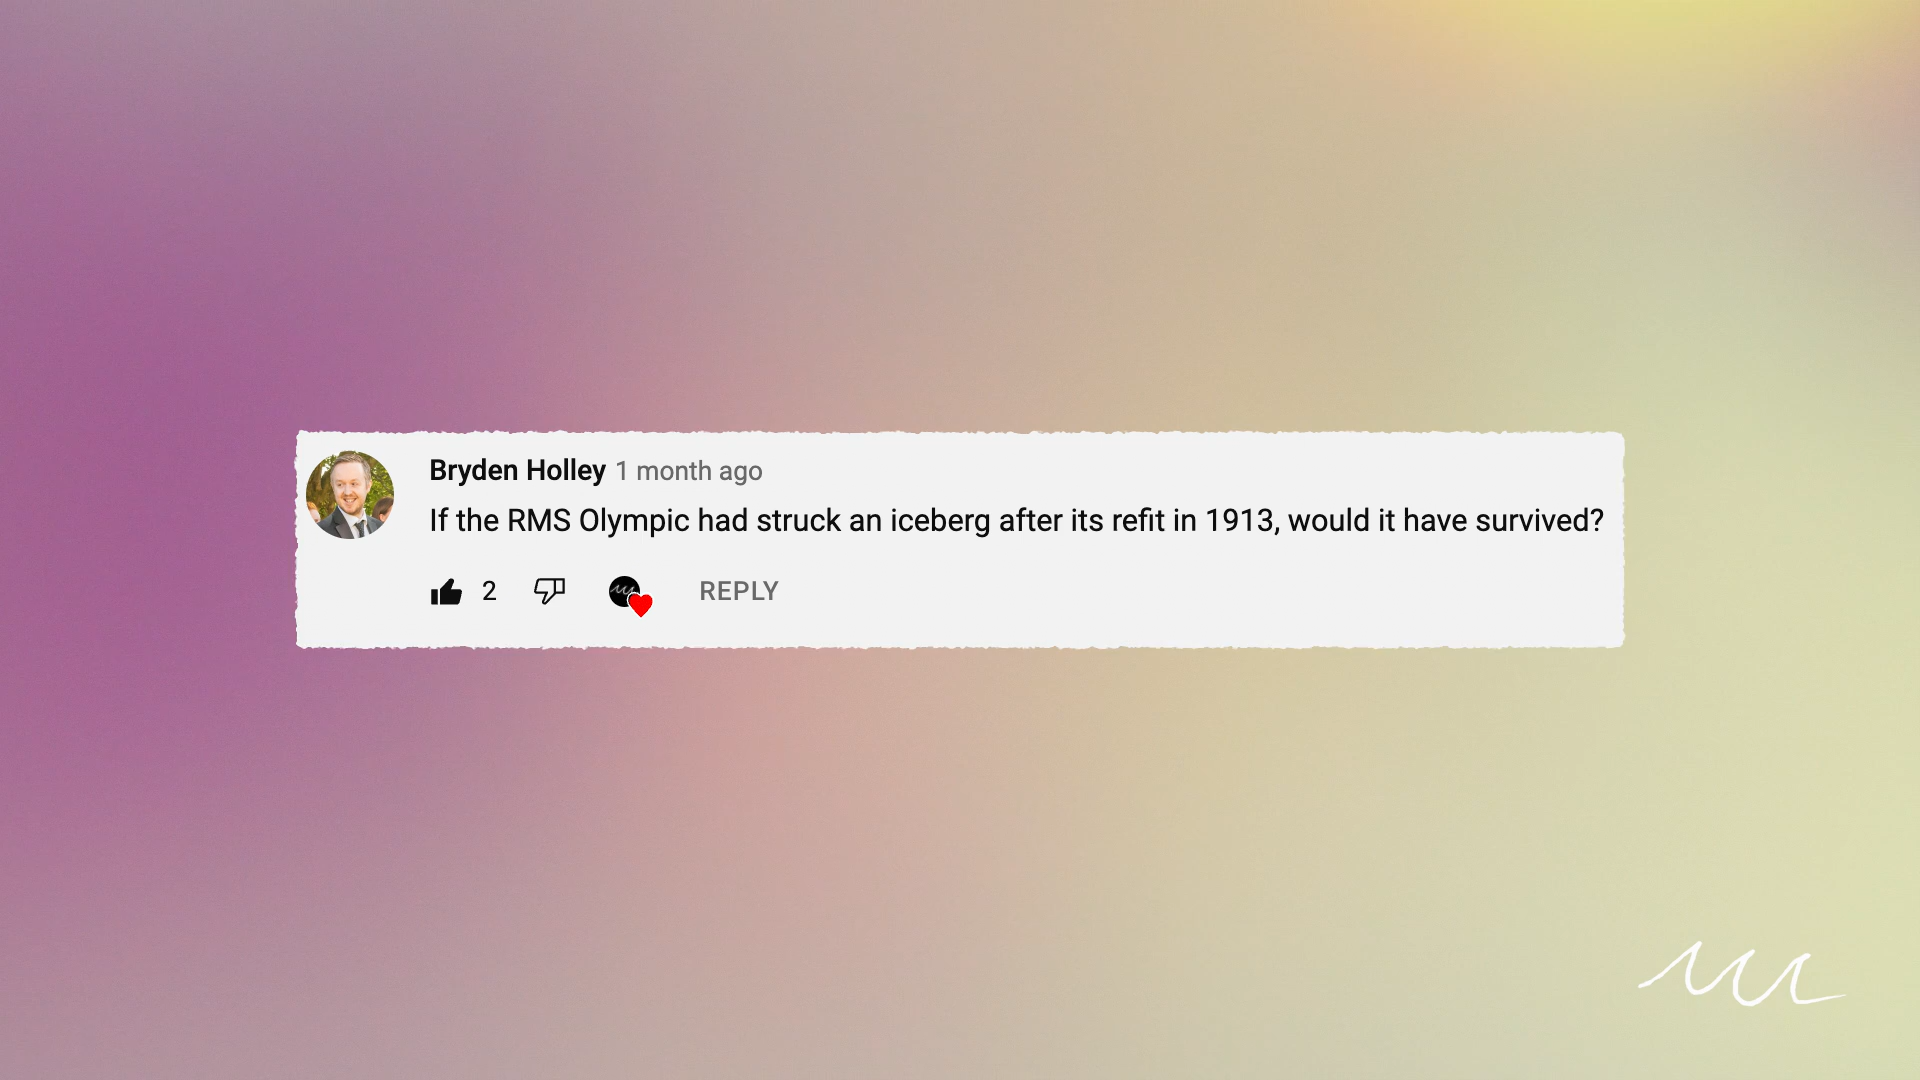 Bryden Holley 1 month ago
If the RMS Olympic had struck an iceberg after its refit in 1913, would it have survived?
2 REPLY